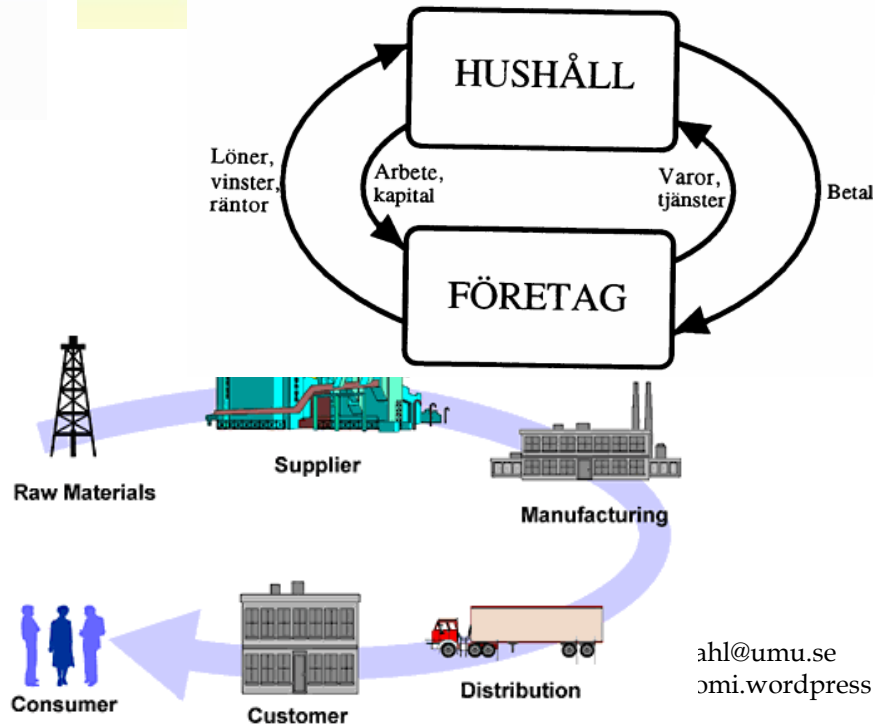 HUSHÅLL
Löner,
vinster,
räntor
Arbete,
kapital
Varor,
tjänster
Betal
FÖRETAG
Raw Materials
Supplier
Manufacturing
Consumer
Customer
Distribution
ahl@umu.se
omi.wordpress